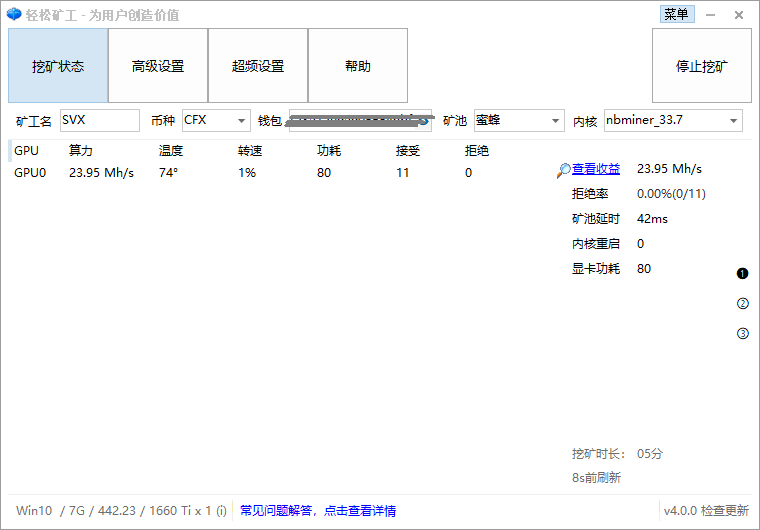 轻松矿工 - 为用户创造价值 菜单
挖矿状态 高级设置 超频设置 帮助 停止挖矿
矿工名 SVX 币种 CFX 钱包 矿池 蜜蜂 内核 nbminer_33.7
GPU 算力 温度 转速 功耗 接受 拒绝
GPU0 23.95 Mh/s 74° 1% 80 11 0
查看收益 23.95 Mh/s
拒绝率 0.00%(0/11)
矿池延时 42ms
内核重启 0
显卡功耗 80
❶
②
③
挖矿时长: 05分
8s前刷新
Win10 / 7G / 442.23 / 1660 Ti x 1 (i) 常见问题解答，点击查看详情 v4.0.0 检查更新